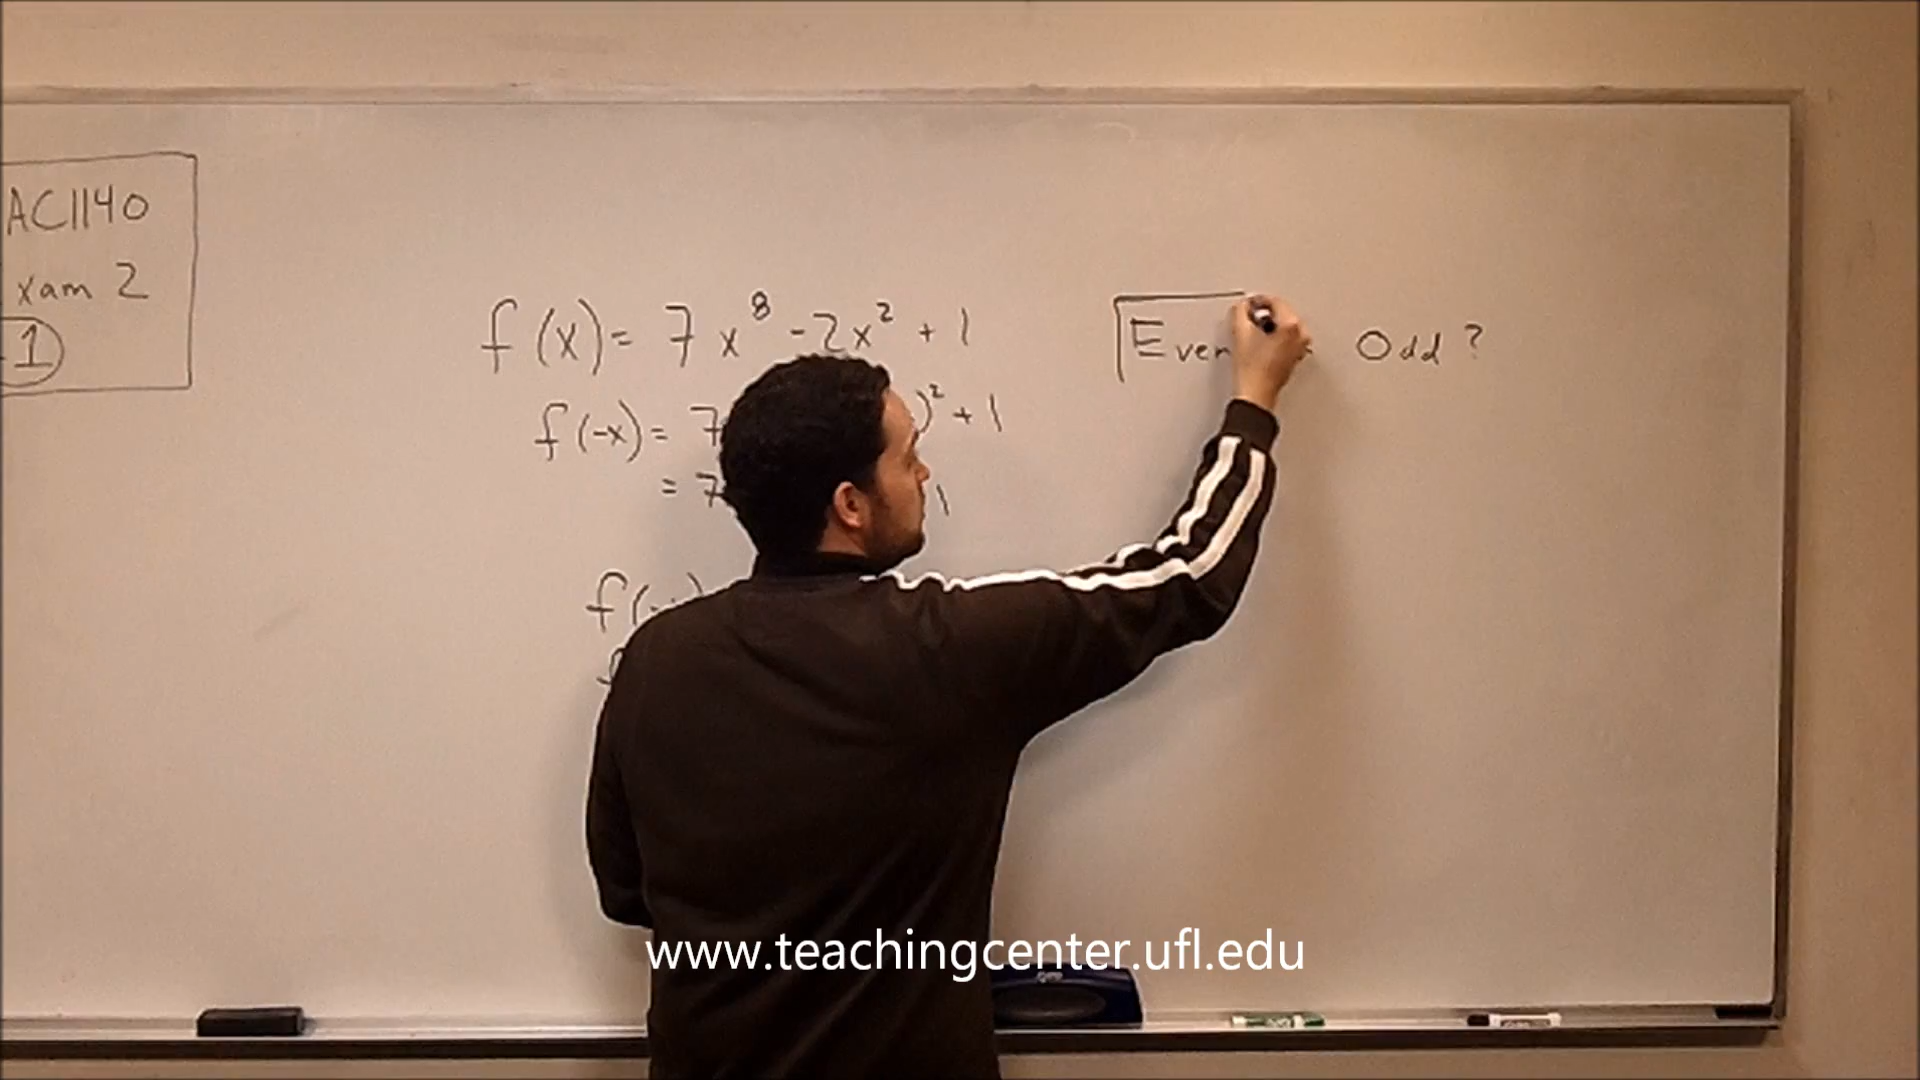 AC1140
xam 2
1
f(x) = 7x⁸ - 2x² + 1
Even Odd?
f(-x) = 7 )² + 1
= 7 1
www.teachingcenter.ufl.edu